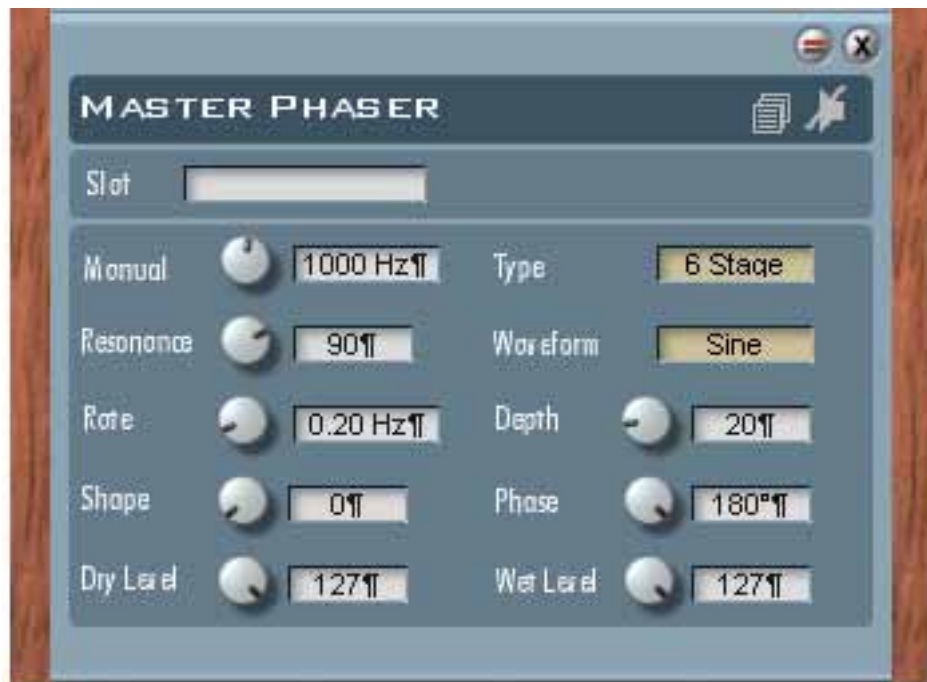 X
MASTER PHASER
Slot
Manual 1000 Hz¶ Type 6 Stage
Resonance 90¶ Waveform Sine
Rate 0.20 Hz¶ Depth 20¶
Shape 0¶ Phase 180°¶
Dry Level 127¶ Wet Level 127¶